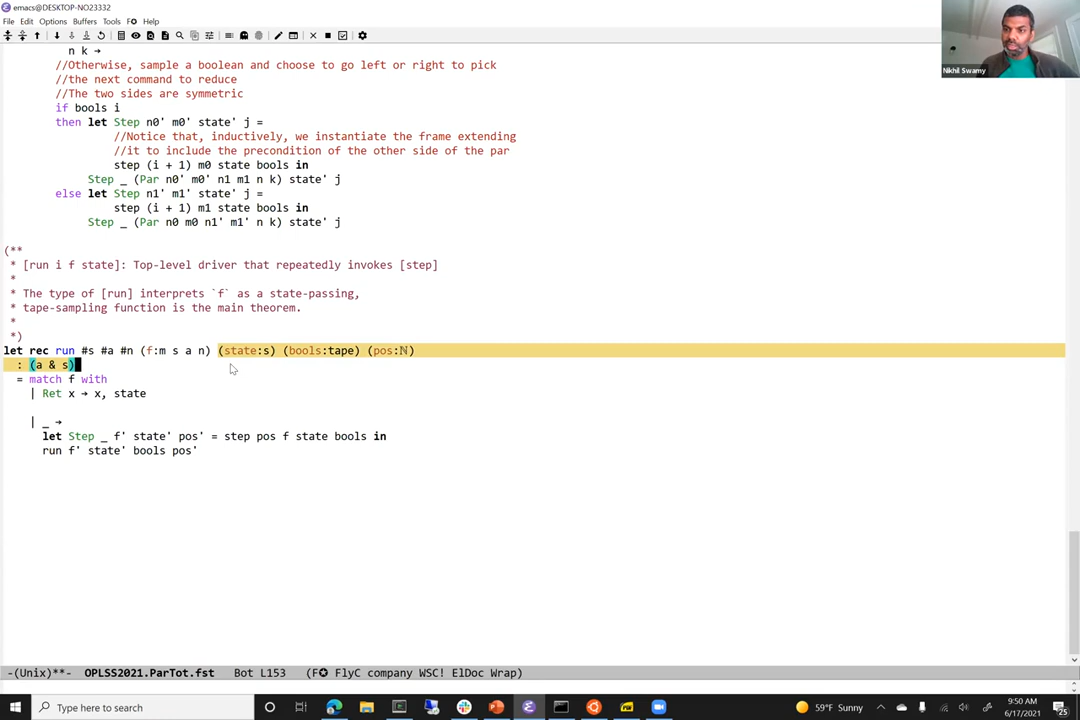 emacs@DESKTOP-NO23332
File Edit Options Buffers Tools F✪ Help
n k →
//Otherwise, sample a boolean and choose to go left or right to pick
//the next command to reduce
//The two sides are symmetric
if bools i
then let Step n0' m0' state' j =
//Notice that, inductively, we instantiate the frame extending
//it to include the precondition of the other side of the par
step (i + 1) m0 state bools in
Step _ (Par n0' m0' n1 m1 n k) state' j
else let Step n1' m1' state' j =
step (i + 1) m1 state bools in
Step _ (Par n0 m0 n1' m1' n k) state' j
(**
* [run i f state]: Top-level driver that repeatedly invokes [step]
*
* The type of [run] interprets `f` as a state-passing,
* tape-sampling function is the main theorem.
*
*)
let rec run #s #a #n (f:m s a n) (state:s) (bools:tape) (pos:ℕ)
: (a & s)
= match f with
| Ret x → x, state
| _ →
let Step _ f' state' pos' = step pos f state bools in
run f' state' bools pos'
-(Unix)**- OPLSS2021.ParTot.fst Bot L153 (F✪ FlyC company WSC! ElDoc Wrap)
Nikhil Swamy
Type here to search
59°F Sunny
9:50 AM
6/17/2021
25